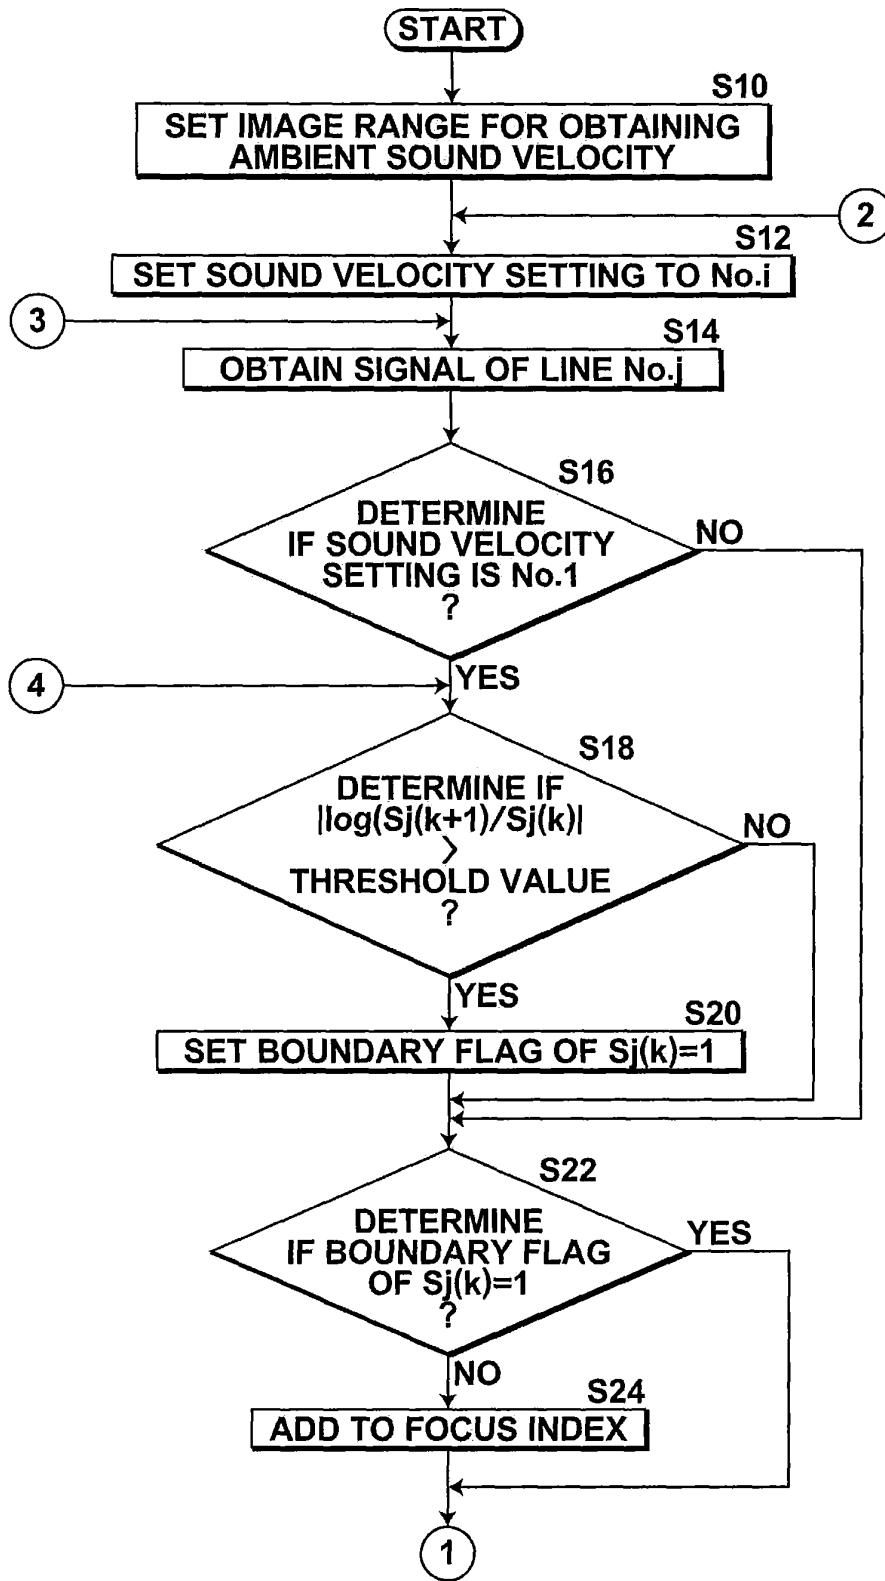 START
S10
SET IMAGE RANGE FOR OBTAINING
AMBIENT SOUND VELOCITY
2
S12
SET SOUND VELOCITY SETTING TO No.i
3
S14
OBTAIN SIGNAL OF LINE No.j
S16
DETERMINE
IF SOUND VELOCITY
SETTING IS No.1
?
NO
YES
4
S18
DETERMINE IF
|log(Sj(k+1)/Sj(k)|
>
THRESHOLD VALUE
?
NO
YES
S20
SET BOUNDARY FLAG OF Sj(k)=1
S22
DETERMINE
IF BOUNDARY FLAG
OF Sj(k)=1
?
YES
NO
S24
ADD TO FOCUS INDEX
1